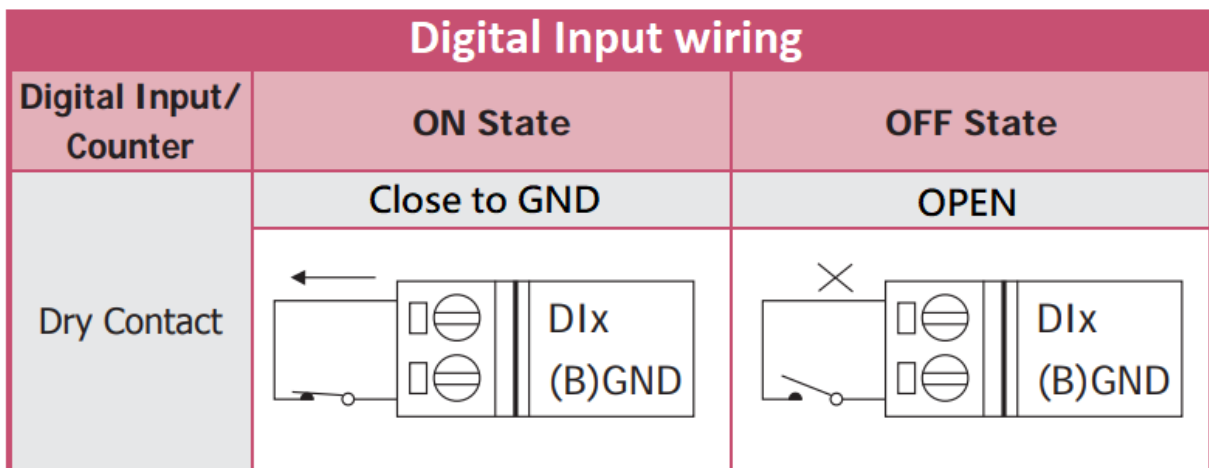 Digital Input wiring
Digital Input/
Counter
ON State
OFF State
Close to GND
OPEN
Dry Contact
DIx
(B)GND
DIx
(B)GND